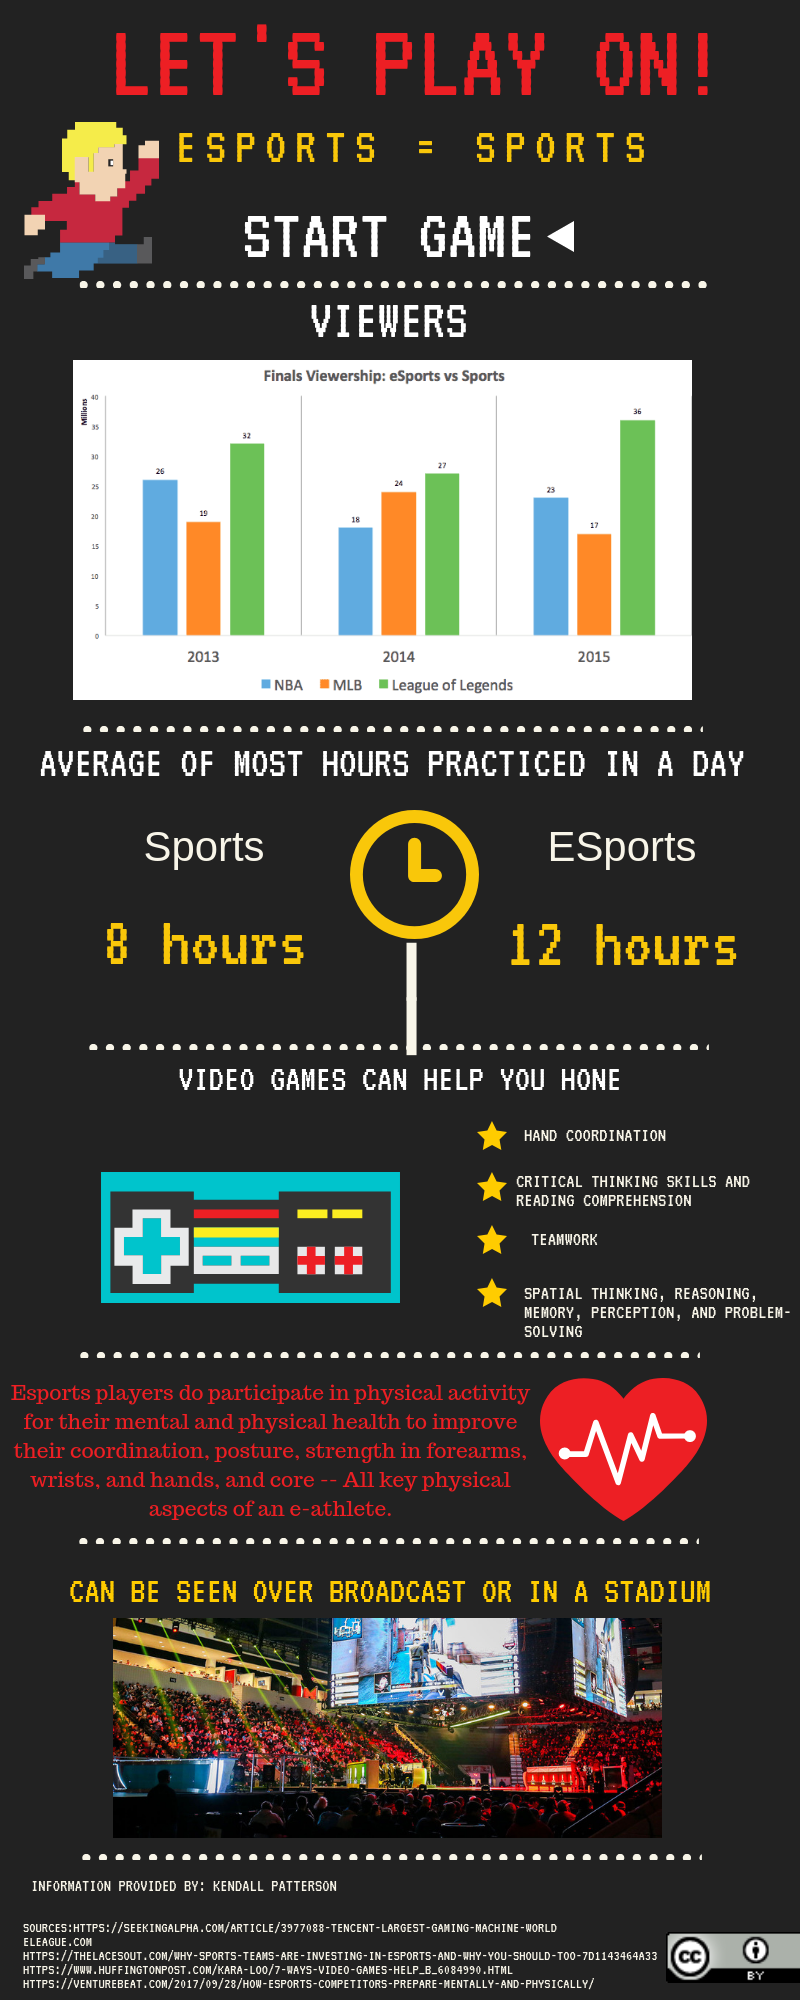 LET'S PLAY ON!
ESPORTS = SPORTS
START GAME
VIEWERS
Finals Viewership: eSports vs Sports
Millions
40
35
30
25
20
15
10
5
0
26
19
32
18
24
27
23
17
36
2013
2014
2015
NBA
MLB
League of Legends
AVERAGE OF MOST HOURS PRACTICED IN A DAY
Sports
ESports
8 hours
12 hours
VIDEO GAMES CAN HELP YOU HONE
HAND COORDINATION
CRITICAL THINKING SKILLS AND
READING COMPREHENSION
TEAMWORK
SPATIAL THINKING, REASONING,
MEMORY, PERCEPTION, AND PROBLEM-
SOLVING
Esports players do participate in physical activity
for their mental and physical health to improve
their coordination, posture, strength in forearms,
wrists, and hands, and core -- All key physical
aspects of an e-athlete.
CAN BE SEEN OVER BROADCAST OR IN A STADIUM
INFORMATION PROVIDED BY: KENDALL PATTERSON
SOURCES:HTTPS://SEEKINGALPHA.COM/ARTICLE/3977088-TENCENT-LARGEST-GAMING-MACHINE-WORLD
ELEAGUE.COM
HTTPS://THELACESOUT.COM/WHY-SPORTS-TEAMS-ARE-INVESTING-IN-ESPORTS-AND-WHY-YOU-SHOULD-TOO-7D1143464A33
HTTPS://WWW.HUFFINGTONPOST.COM/KARA-LOO/7-WAYS-VIDEO-GAMES-HELP_B_6084990.HTML
HTTPS://VENTUREBEAT.COM/2017/09/28/HOW-ESPORTS-COMPETITORS-PREPARE-MENTALLY-AND-PHYSICALLY/
cc
BY